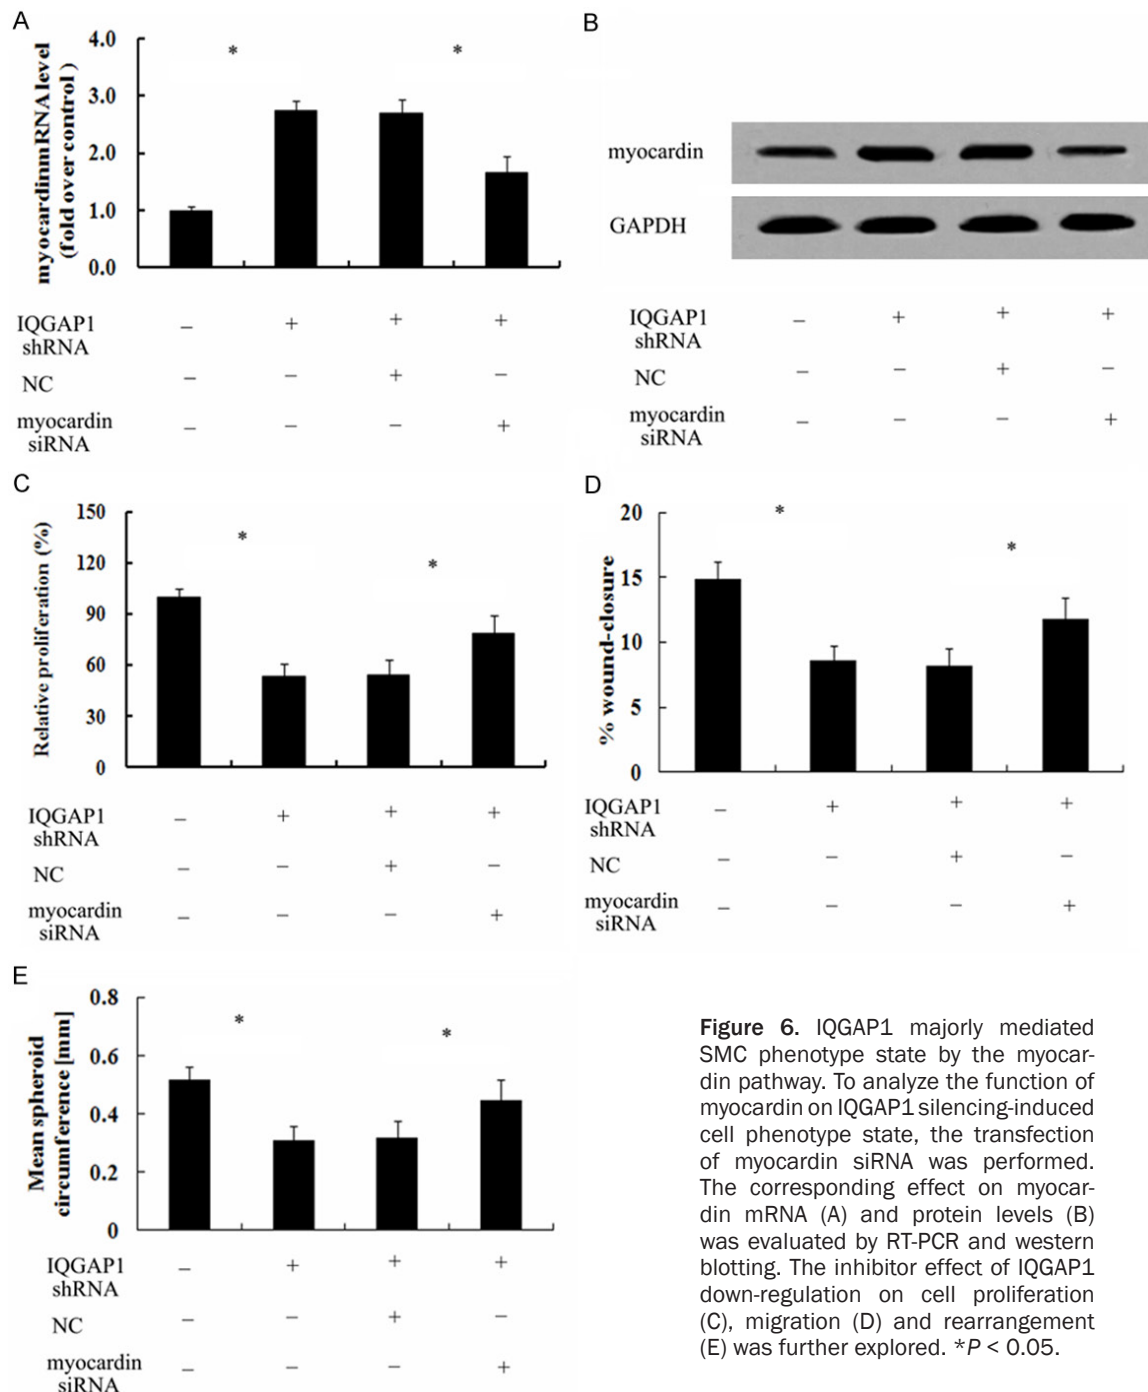 A
myocardinmRNA level
(fold over control )
4.0
3.0
2.0
1.0
0.0
*
*
IQGAP1
shRNA
– + + +
NC
– – + –
myocardin
siRNA
– – – +
B
myocardin
GAPDH
IQGAP1
shRNA
– + + +
NC
– – + –
myocardin
siRNA
– – – +
C
Relative proliferation (%)
150
120
90
60
30
0
*
*
IQGAP1
shRNA
– + + +
NC
– – + –
myocardin
siRNA
– – – +
D
% wound-closure
20
15
10
5
0
*
*
IQGAP1
shRNA
– + + +
NC
– – + –
myocardin
siRNA
– – – +
E
Mean spheroid
circumference [mm]
0.8
0.6
0.4
0.2
0
*
*
IQGAP1
shRNA
– + + +
NC
– – + –
myocardin
siRNA
– – – +
Figure 6. IQGAP1 majorly mediated
SMC phenotype state by the myocar-
din pathway. To analyze the function of
myocardin on IQGAP1 silencing-induced
cell phenotype state, the transfection
of myocardin siRNA was performed.
The corresponding effect on myocar-
din mRNA (A) and protein levels (B)
was evaluated by RT-PCR and western
blotting. The inhibitor effect of IQGAP1
down-regulation on cell proliferation
(C), migration (D) and rearrangement
(E) was further explored. *P < 0.05.